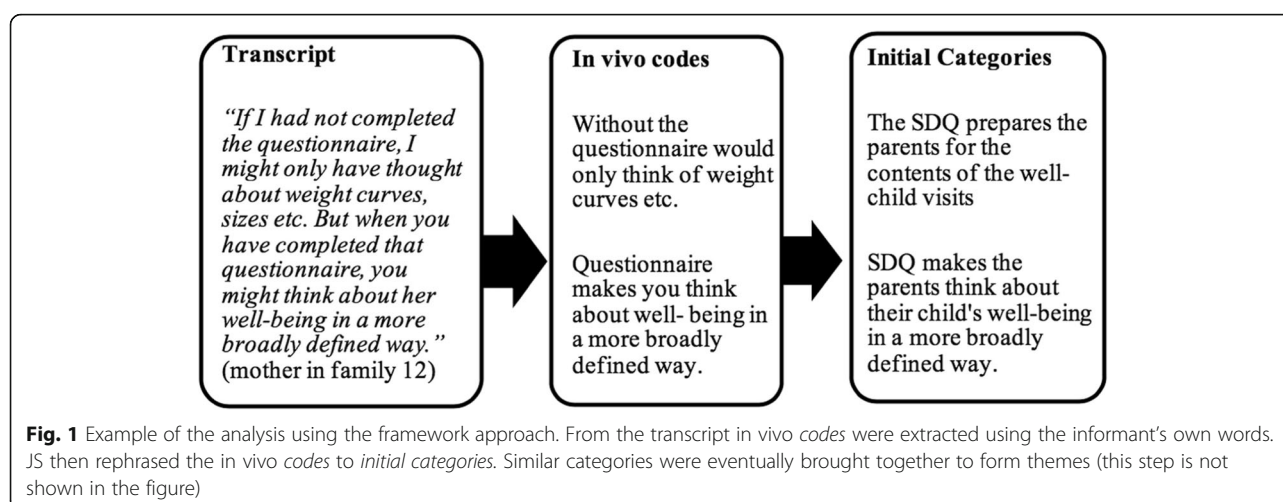 Transcript
“If I had not completed
the questionnaire, I
might only have thought
about weight curves,
sizes etc. But when you
have completed that
questionnaire, you
might think about her
well-being in a more
broadly defined way.”
(mother in family 12)
In vivo codes
Without the
questionnaire would
only think of weight
curves etc.
Questionnaire
makes you think
about well- being in
a more broadly
defined way.
Initial Categories
The SDQ prepares the
parents for the
contents of the well-
child visits
SDQ makes the
parents think about
their child's well-being
in a more broadly
defined way.
Fig. 1 Example of the analysis using the framework approach. From the transcript in vivo codes were extracted using the informant’s own words.
JS then rephrased the in vivo codes to initial categories. Similar categories were eventually brought together to form themes (this step is not
shown in the figure)